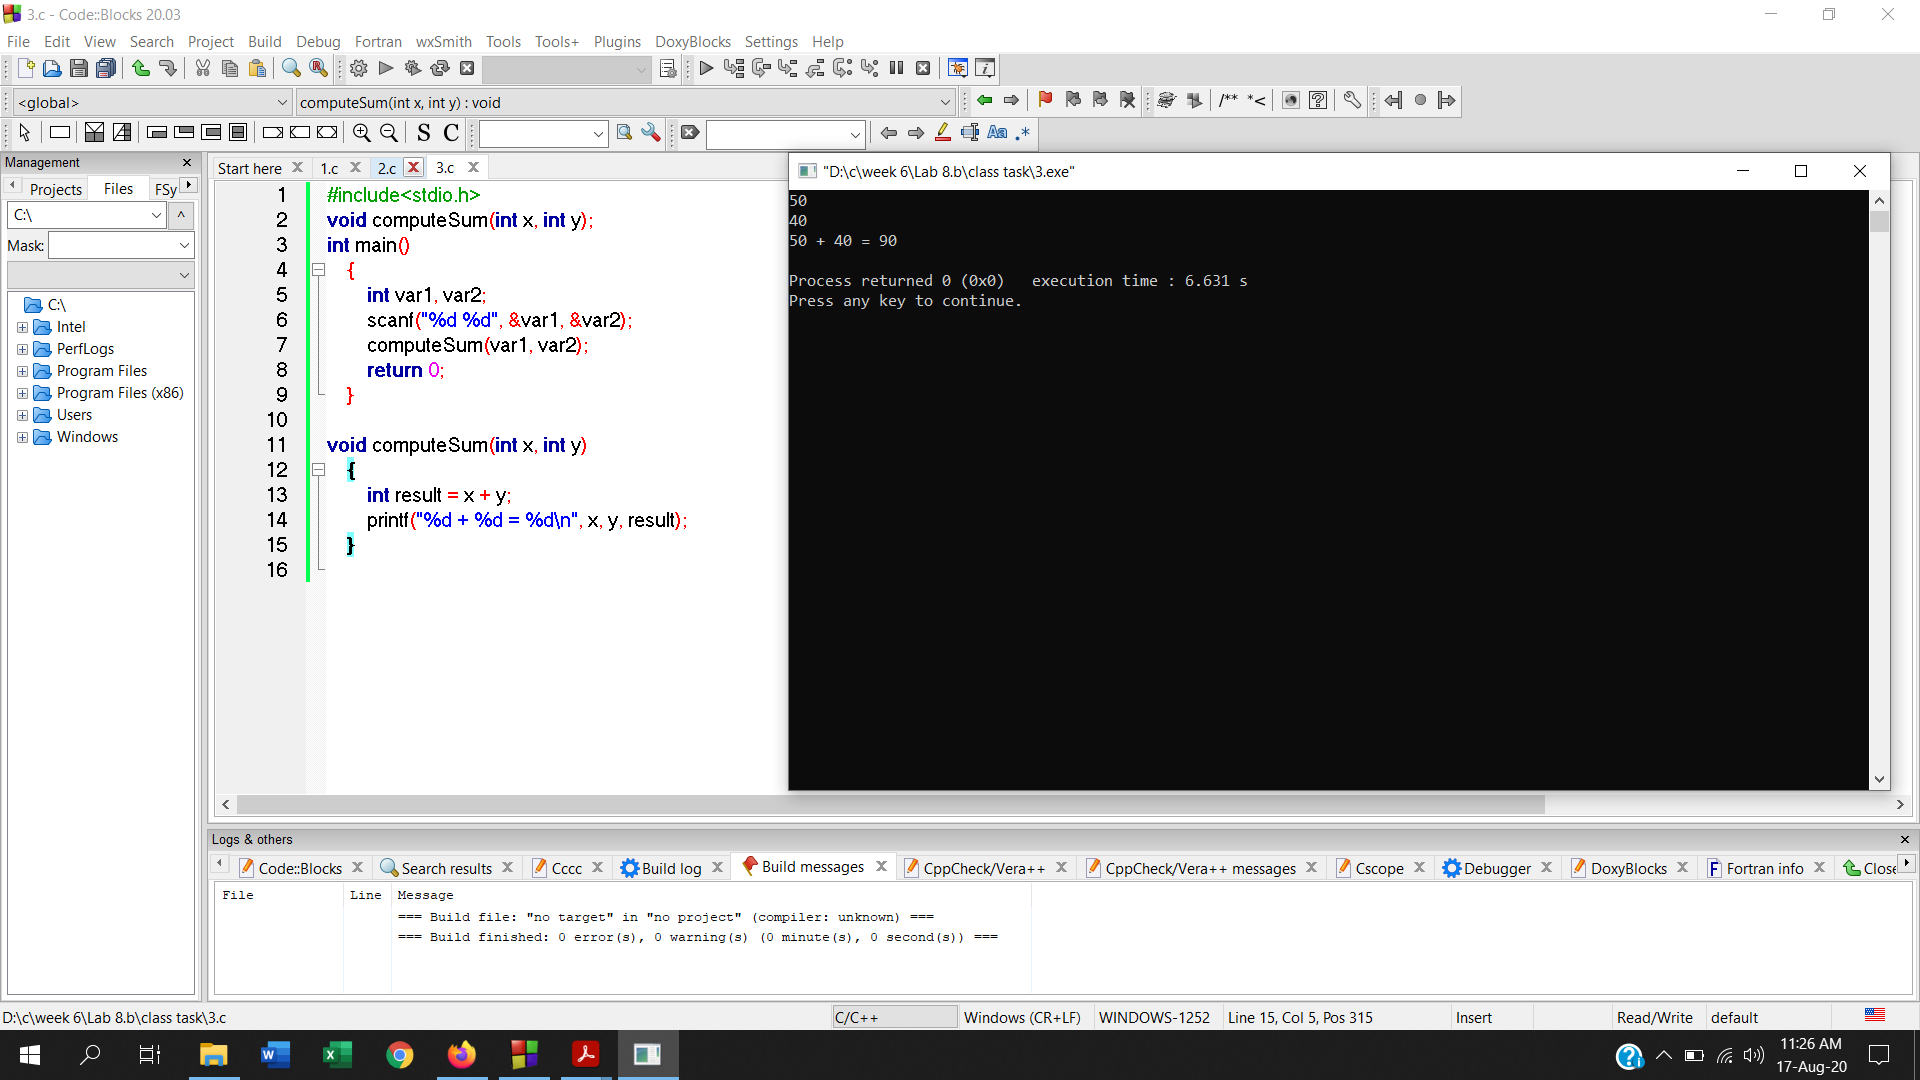 3.c - Code::Blocks 20.03
File Edit View Search Project Build Debug Fortran wxSmith Tools Tools+ Plugins DoxyBlocks Settings Help
<global> computeSum(int x, int y) : void
/** *<
S C Aa .*
Management
Projects Files FSy
C:\
Mask:
C:\
Intel
PerfLogs
Program Files
Program Files (x86)
Users
Windows
Start here 1.c 2.c 3.c
1 #include<stdio.h>
2 void computeSum(int x, int y);
3 int main()
4 {
5 int var1, var2;
6 scanf("%d %d", &var1, &var2);
7 computeSum(var1, var2);
8 return 0;
9 }
10
11 void computeSum(int x, int y)
12 {
13 int result = x + y;
14 printf("%d + %d = %d\n", x, y, result);
15 }
16
"D:\c\week 6\Lab 8.b\class task\3.exe"
50
40
50 + 40 = 90
Process returned 0 (0x0) execution time : 6.631 s
Press any key to continue.
Logs & others
Code::Blocks Search results Cccc Build log Build messages CppCheck/Vera++ CppCheck/Vera++ messages Cscope Debugger DoxyBlocks Fortran info Close
File Line Message
=== Build file: "no target" in "no project" (compiler: unknown) ===
=== Build finished: 0 error(s), 0 warning(s) (0 minute(s), 0 second(s)) ===
D:\c\week 6\Lab 8.b\class task\3.c C/C++ Windows (CR+LF) WINDOWS-1252 Line 15, Col 5, Pos 315 Insert Read/Write default
11:26 AM
17-Aug-20